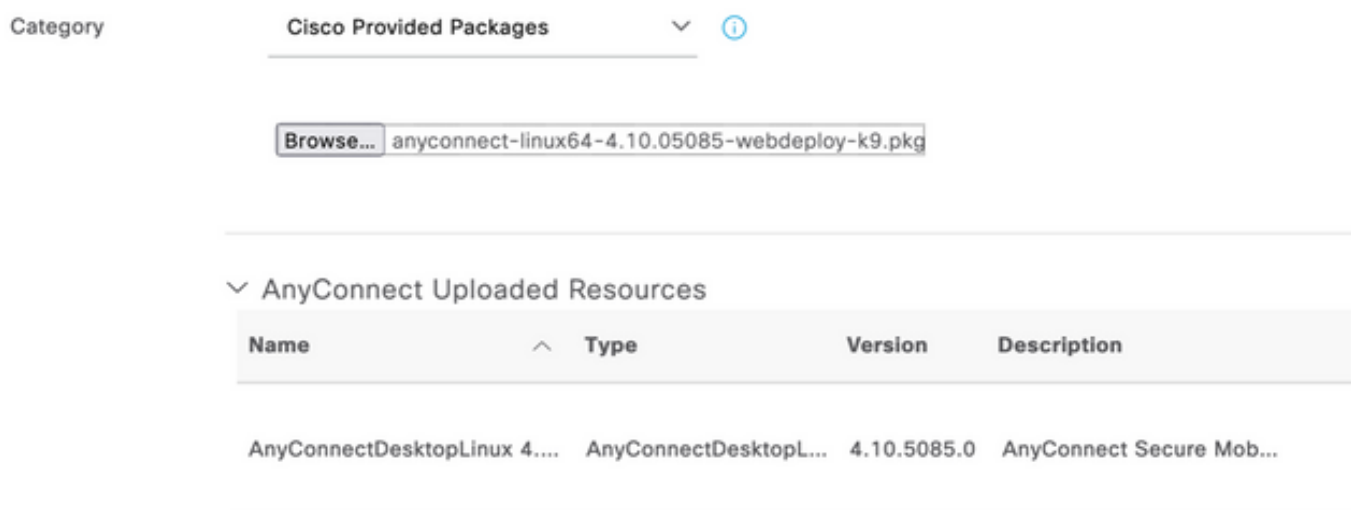 Category Cisco Provided Packages
Browse... anyconnect-linux64-4.10.05085-webdeploy-k9.pkg
AnyConnect Uploaded Resources
Name Type Version Description
AnyConnectDesktopLinux 4.... AnyConnectDesktopL... 4.10.5085.0 AnyConnect Secure Mob...